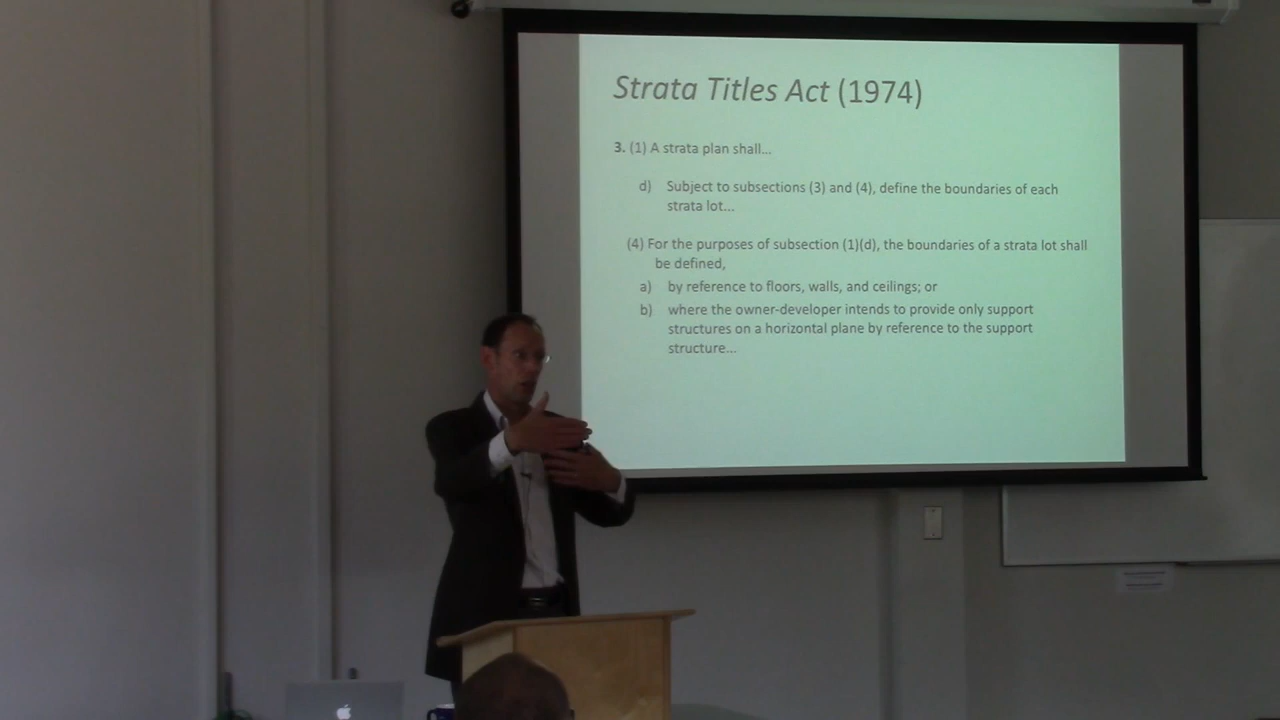 Strata Titles Act (1974)
3. (1) A strata plan shall...
d) Subject to subsections (3) and (4), define the boundaries of each
strata lot...
(4) For the purposes of subsection (1)(d), the boundaries of a strata lot shall
be defined,
a) by reference to floors, walls, and ceilings; or
b) where the owner-developer intends to provide only support
structures on a horizontal plane by reference to the support
structure...